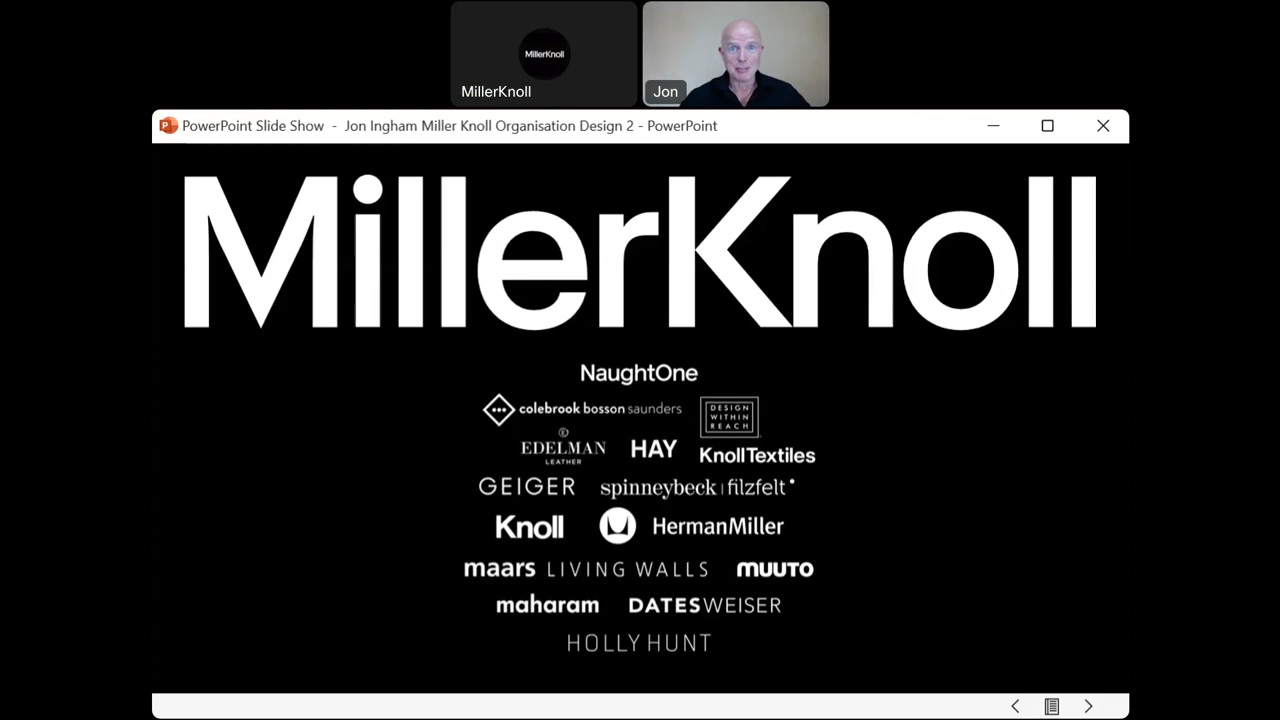 MillerKnoll
MillerKnoll
Jon
PowerPoint Slide Show - Jon Ingham Miller Knoll Organisation Design 2 - PowerPoint
MillerKnoll
NaughtOne
colebrook bosson saunders
DESIGN
WITHIN
REACH
EDELMAN
LEATHER
HAY
KnollTextiles
GEIGER
spinneybeck | filzfelt
Knoll
HermanMiller
maars LIVING WALLS
muuto
maharam
DATESWEISER
HOLLY HUNT